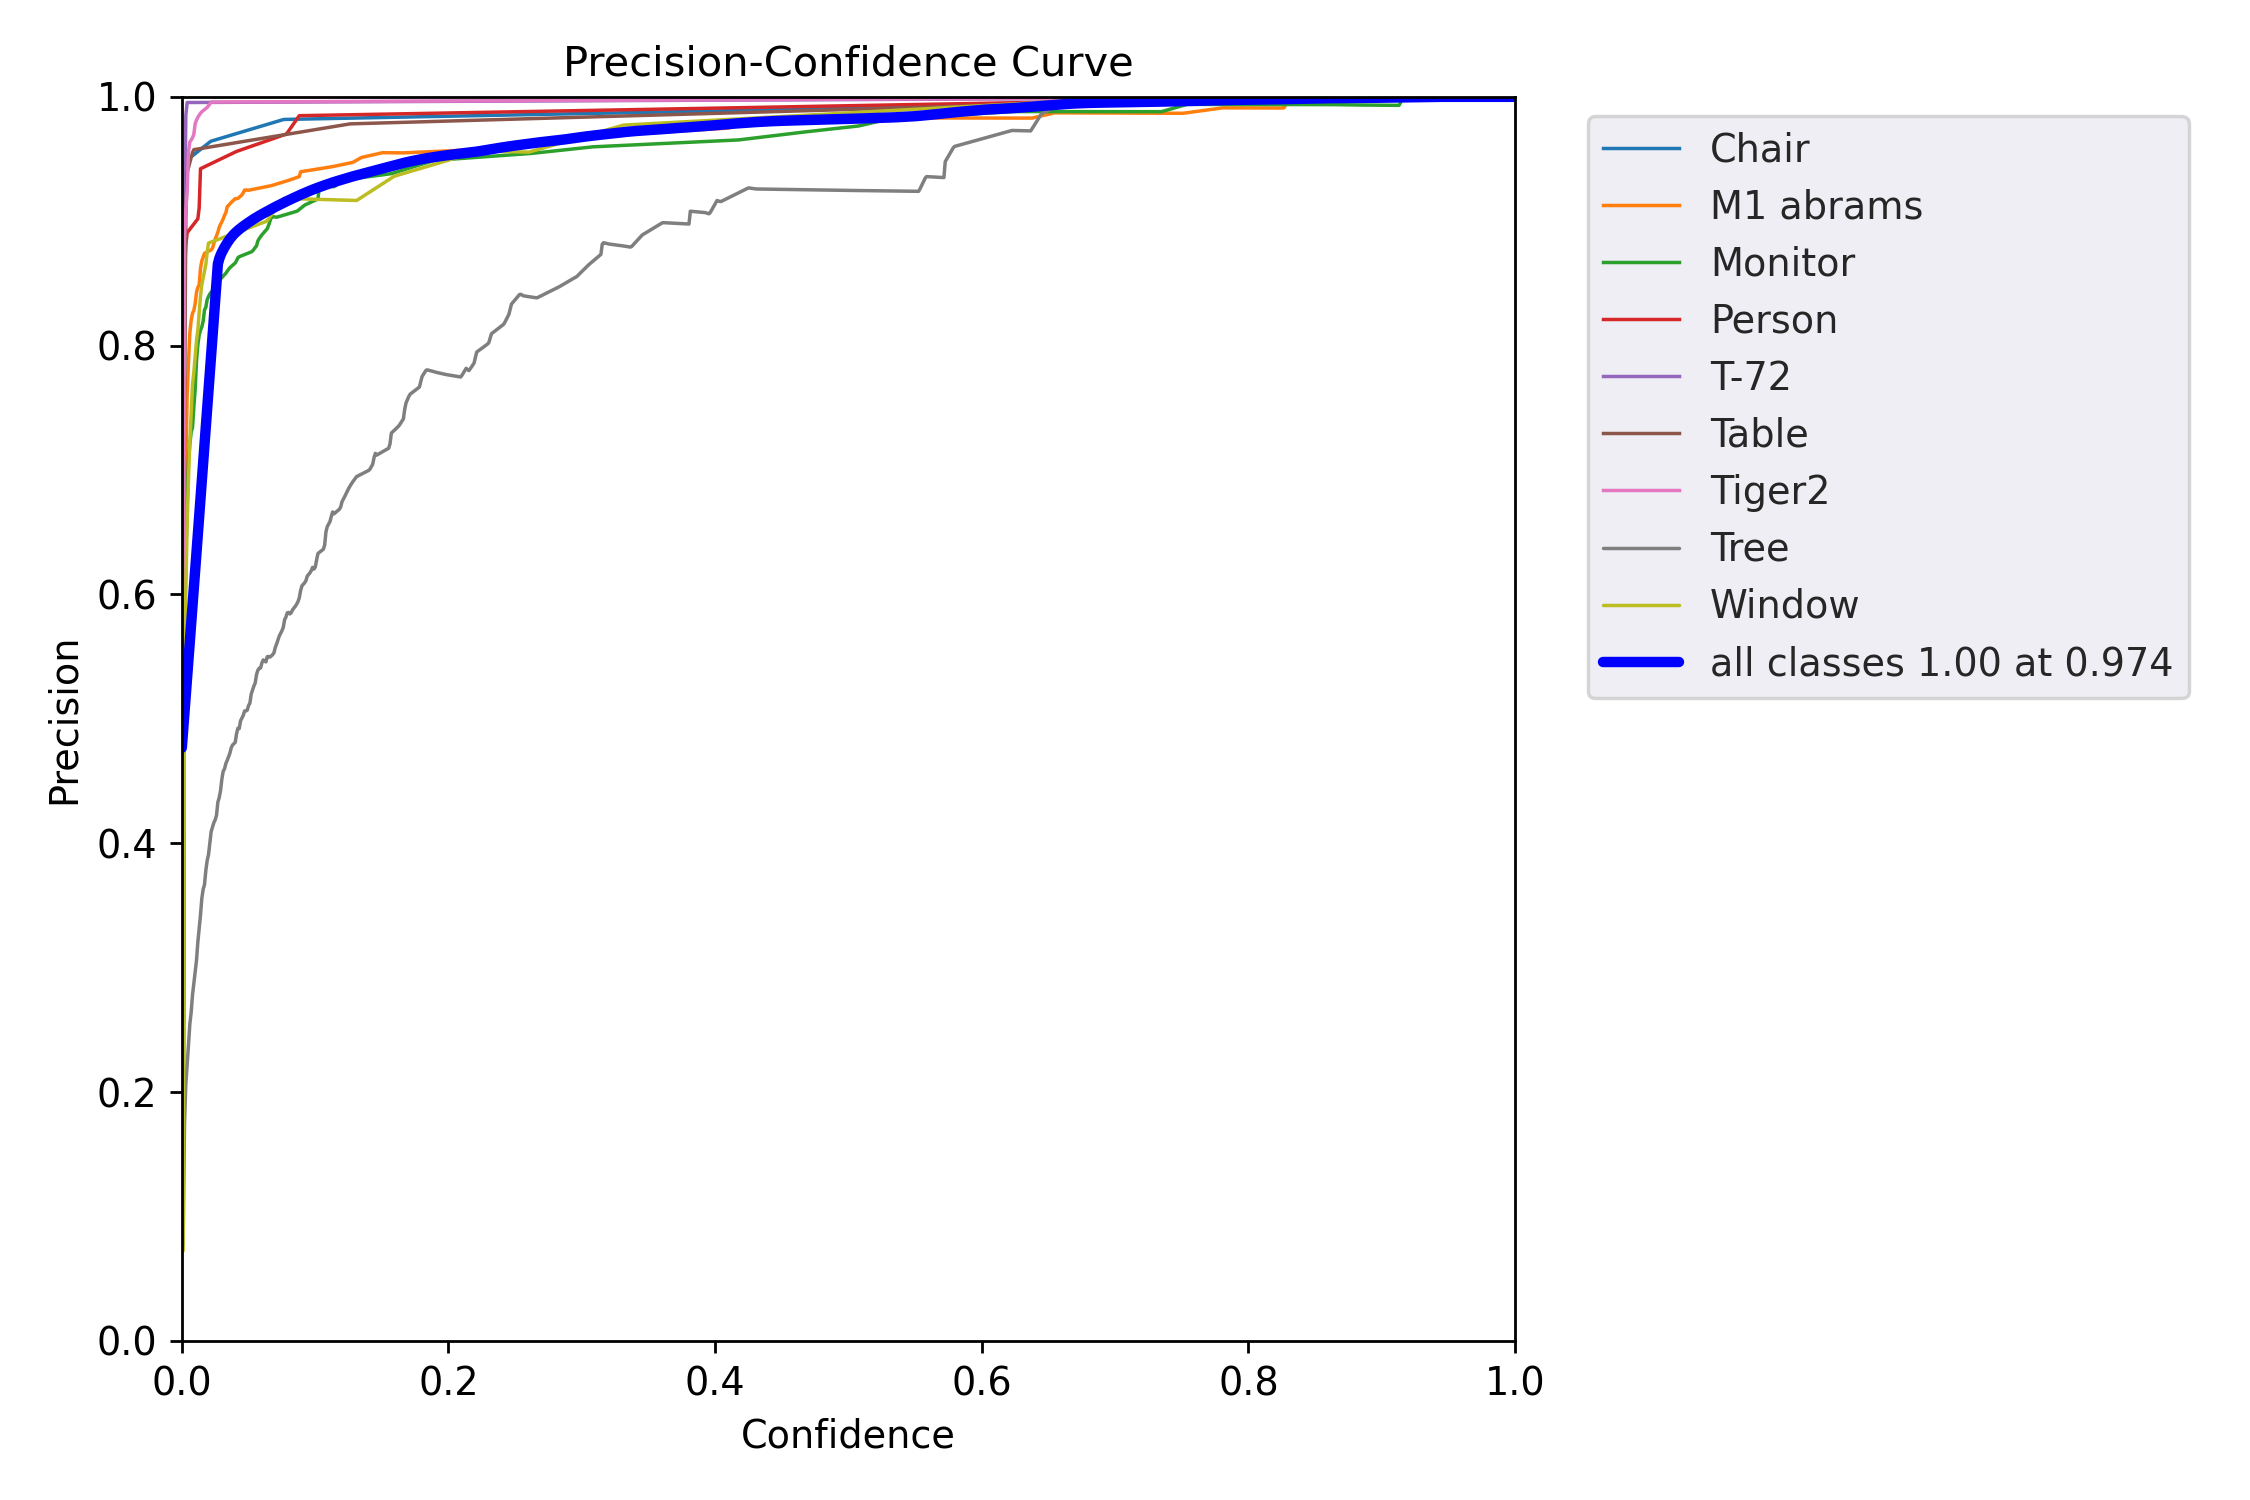 Precision-Confidence Curve
1.0
0.8
0.6
0.4
0.2
0.0
Precision
0.0 0.2 0.4 0.6 0.8 1.0
Confidence
Chair
M1 abrams
Monitor
Person
T-72
Table
Tiger2
Tree
Window
all classes 1.00 at 0.974